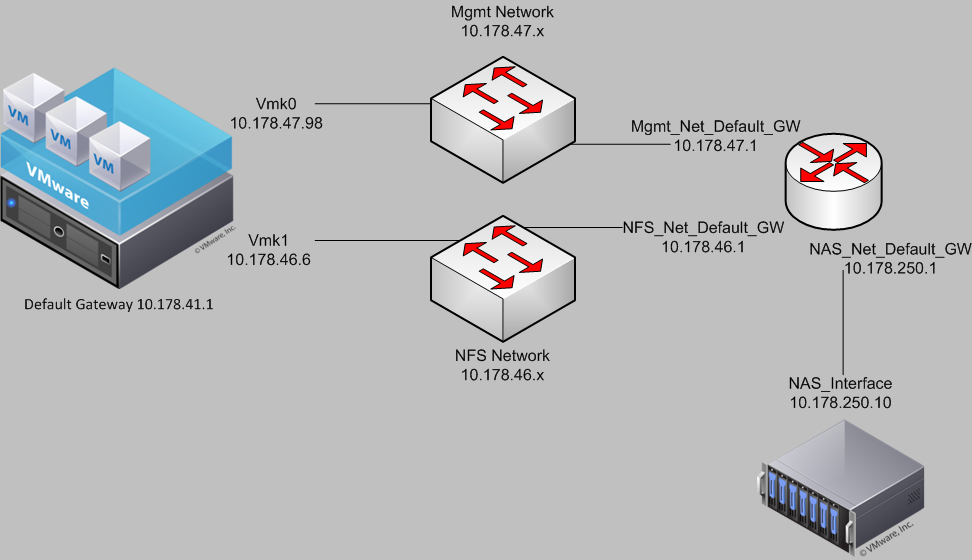 Mgmt Network
10.178.47.x
VM
VM
VM
VMware
© VMware, Inc.
Vmk0
10.178.47.98
Mgmt_Net_Default_GW
10.178.47.1
Vmk1
10.178.46.6
NFS_Net_Default_GW
10.178.46.1
NAS_Net_Default_GW
10.178.250.1
Default Gateway 10.178.41.1
NFS Network
10.178.46.x
NAS_Interface
10.178.250.10
© VMware, Inc.